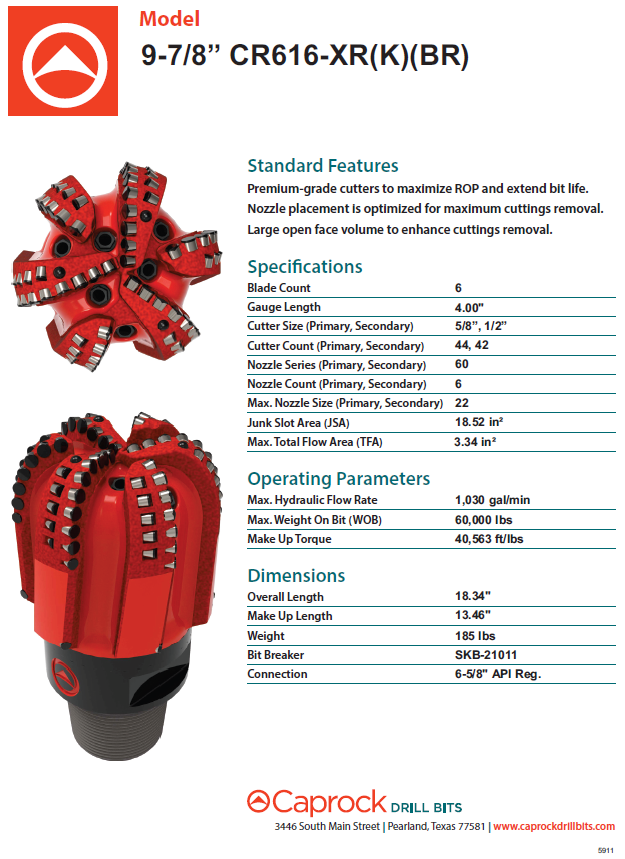 Model
9-7/8” CR616-XR(K)(BR)
Standard Features
Premium-grade cutters to maximize ROP and extend bit life.
Nozzle placement is optimized for maximum cuttings removal.
Large open face volume to enhance cuttings removal.
Specifications
Blade Count 6
Gauge Length 4.00"
Cutter Size (Primary, Secondary) 5/8”, 1/2”
Cutter Count (Primary, Secondary) 44, 42
Nozzle Series (Primary, Secondary) 60
Nozzle Count (Primary, Secondary) 6
Max. Nozzle Size (Primary, Secondary) 22
Junk Slot Area (JSA) 18.52 in²
Max. Total Flow Area (TFA) 3.34 in²
Operating Parameters
Max. Hydraulic Flow Rate 1,030 gal/min
Max. Weight On Bit (WOB) 60,000 lbs
Make Up Torque 40,563 ft/lbs
Dimensions
Overall Length 18.34"
Make Up Length 13.46"
Weight 185 lbs
Bit Breaker SKB-21011
Connection 6-5/8" API Reg.
Caprock DRILL BITS
3446 South Main Street | Pearland, Texas 77581 | www.caprockdrillbits.com
5911